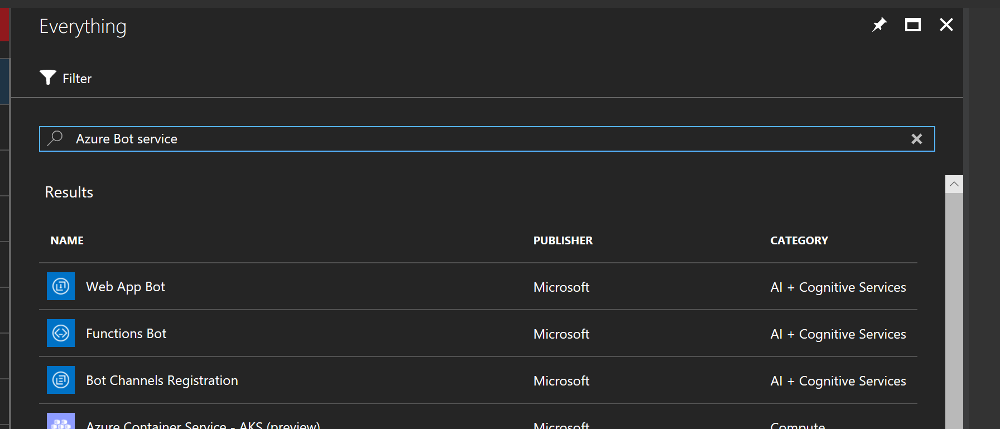 Everything
Filter
Azure Bot service
Results
NAME PUBLISHER CATEGORY
Web App Bot Microsoft AI + Cognitive Services
Functions Bot Microsoft AI + Cognitive Services
Bot Channels Registration Microsoft AI + Cognitive Services
Azure Container Service - AKS (preview) Microsoft Compute